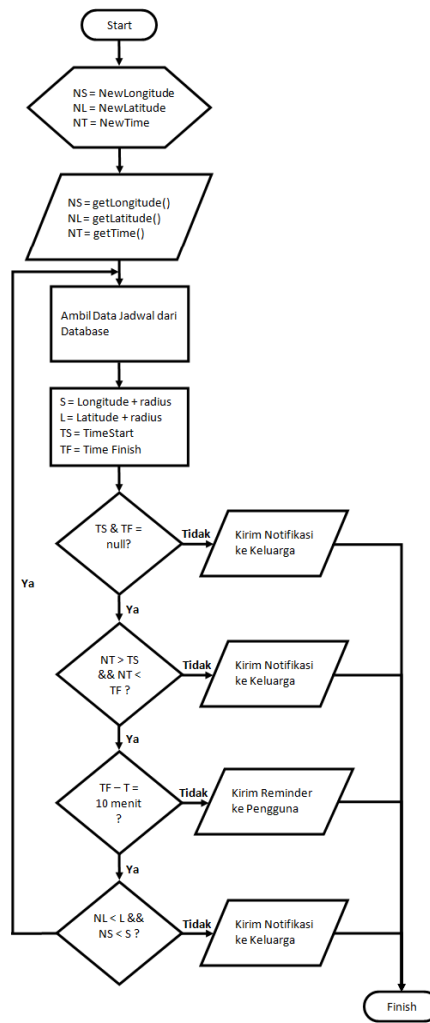 Start
NS = NewLongitude
NL = NewLatitude
NT = NewTime
NS = getLongitude()
NL = getLatitude()
NT = getTime()
Ambil Data Jadwal dari
Database
S = Longitude + radius
L = Latitude + radius
TS = TimeStart
TF = Time Finish
TS & TF =
null?
Tidak
Kirim Notifikasi
ke Keluarga
Ya
Ya
NT > TS
&& NT <
TF ?
Tidak
Kirim Notifikasi
ke Keluarga
Ya
TF – T =
10 menit
?
Tidak
Kirim Reminder
ke Pengguna
Ya
NL < L &&
NS < S ?
Tidak
Kirim Notifikasi
ke Keluarga
Finish